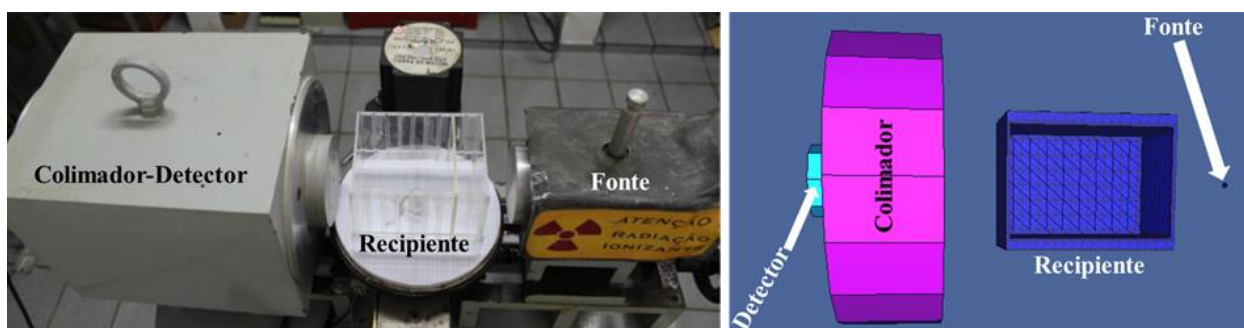 Colimador-Detector
Recipiente
Fonte
ATENÇÃO
RADIAÇÃO
IONIZANTE
Fonte
Colimador
Detector
Recipiente